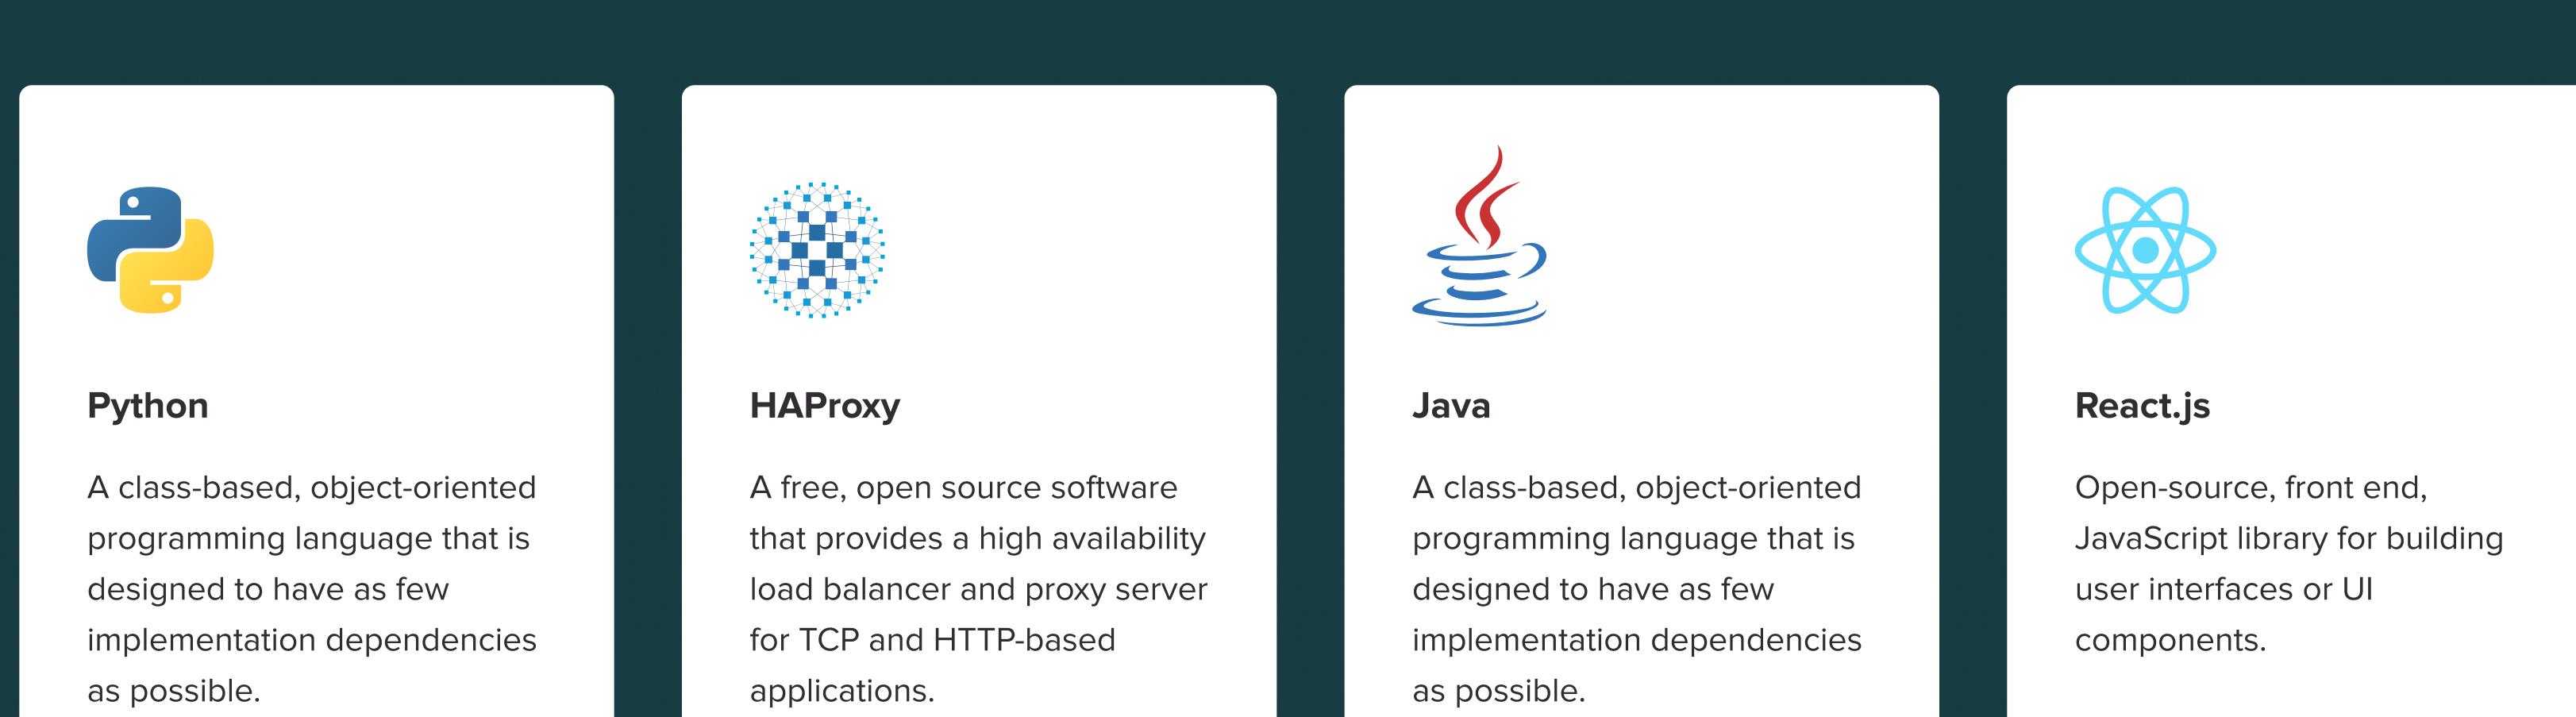 Python
A class-based, object-oriented
programming language that is
designed to have as few
implementation dependencies
as possible.
HAProxy
A free, open source software
that provides a high availability
load balancer and proxy server
for TCP and HTTP-based
applications.
Java
A class-based, object-oriented
programming language that is
designed to have as few
implementation dependencies
as possible.
React.js
Open-source, front end,
JavaScript library for building
user interfaces or UI
components.